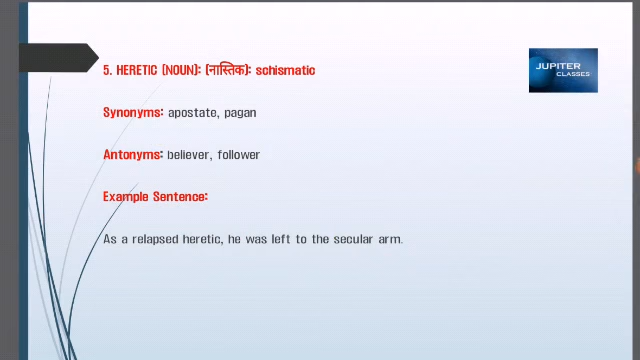 5. HERETIC (NOUN): (नास्तिक): schismatic
JUPITER
CLASSES
Synonyms: apostate, pagan
Antonyms: believer, follower
Example Sentence:
As a relapsed heretic, he was left to the secular arm.